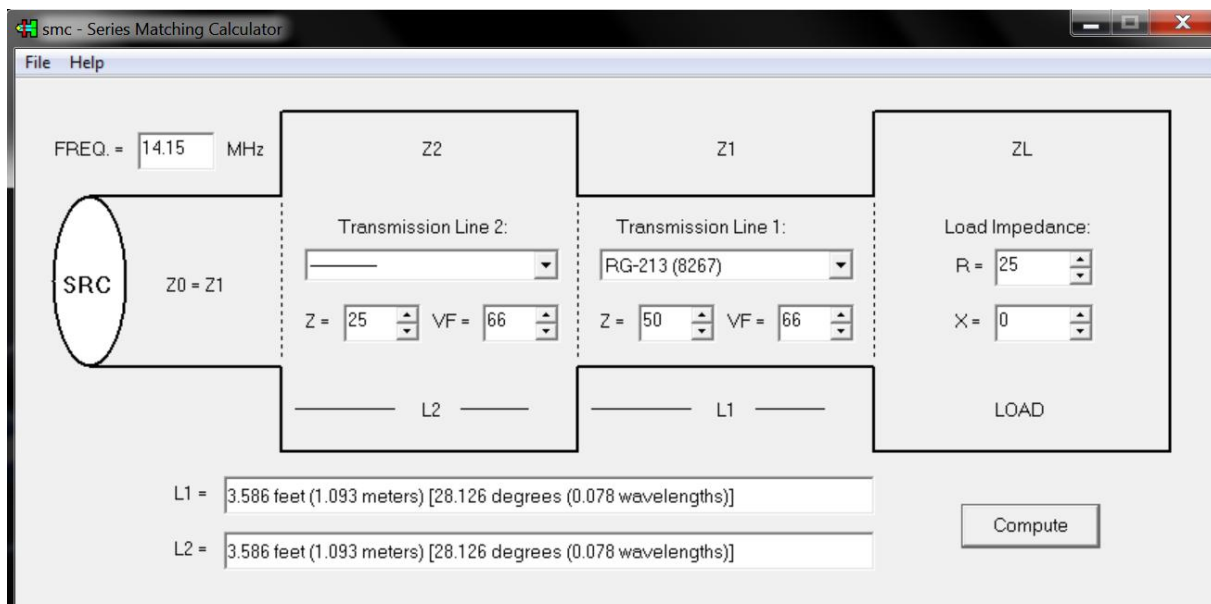 smc - Series Matching Calculator
File Help
FREQ. = 14.15 MHz
Z2
Z1
ZL
Transmission Line 2:
Transmission Line 1:
Load Impedance:
RG-213 (8267)
R = 25
SRC
Z0 = Z1
Z = 25 VF = 66
Z = 50 VF = 66
X = 0
L2
L1
LOAD
L1 = 3.586 feet (1.093 meters) [28.126 degrees (0.078 wavelengths)]
Compute
L2 = 3.586 feet (1.093 meters) [28.126 degrees (0.078 wavelengths)]